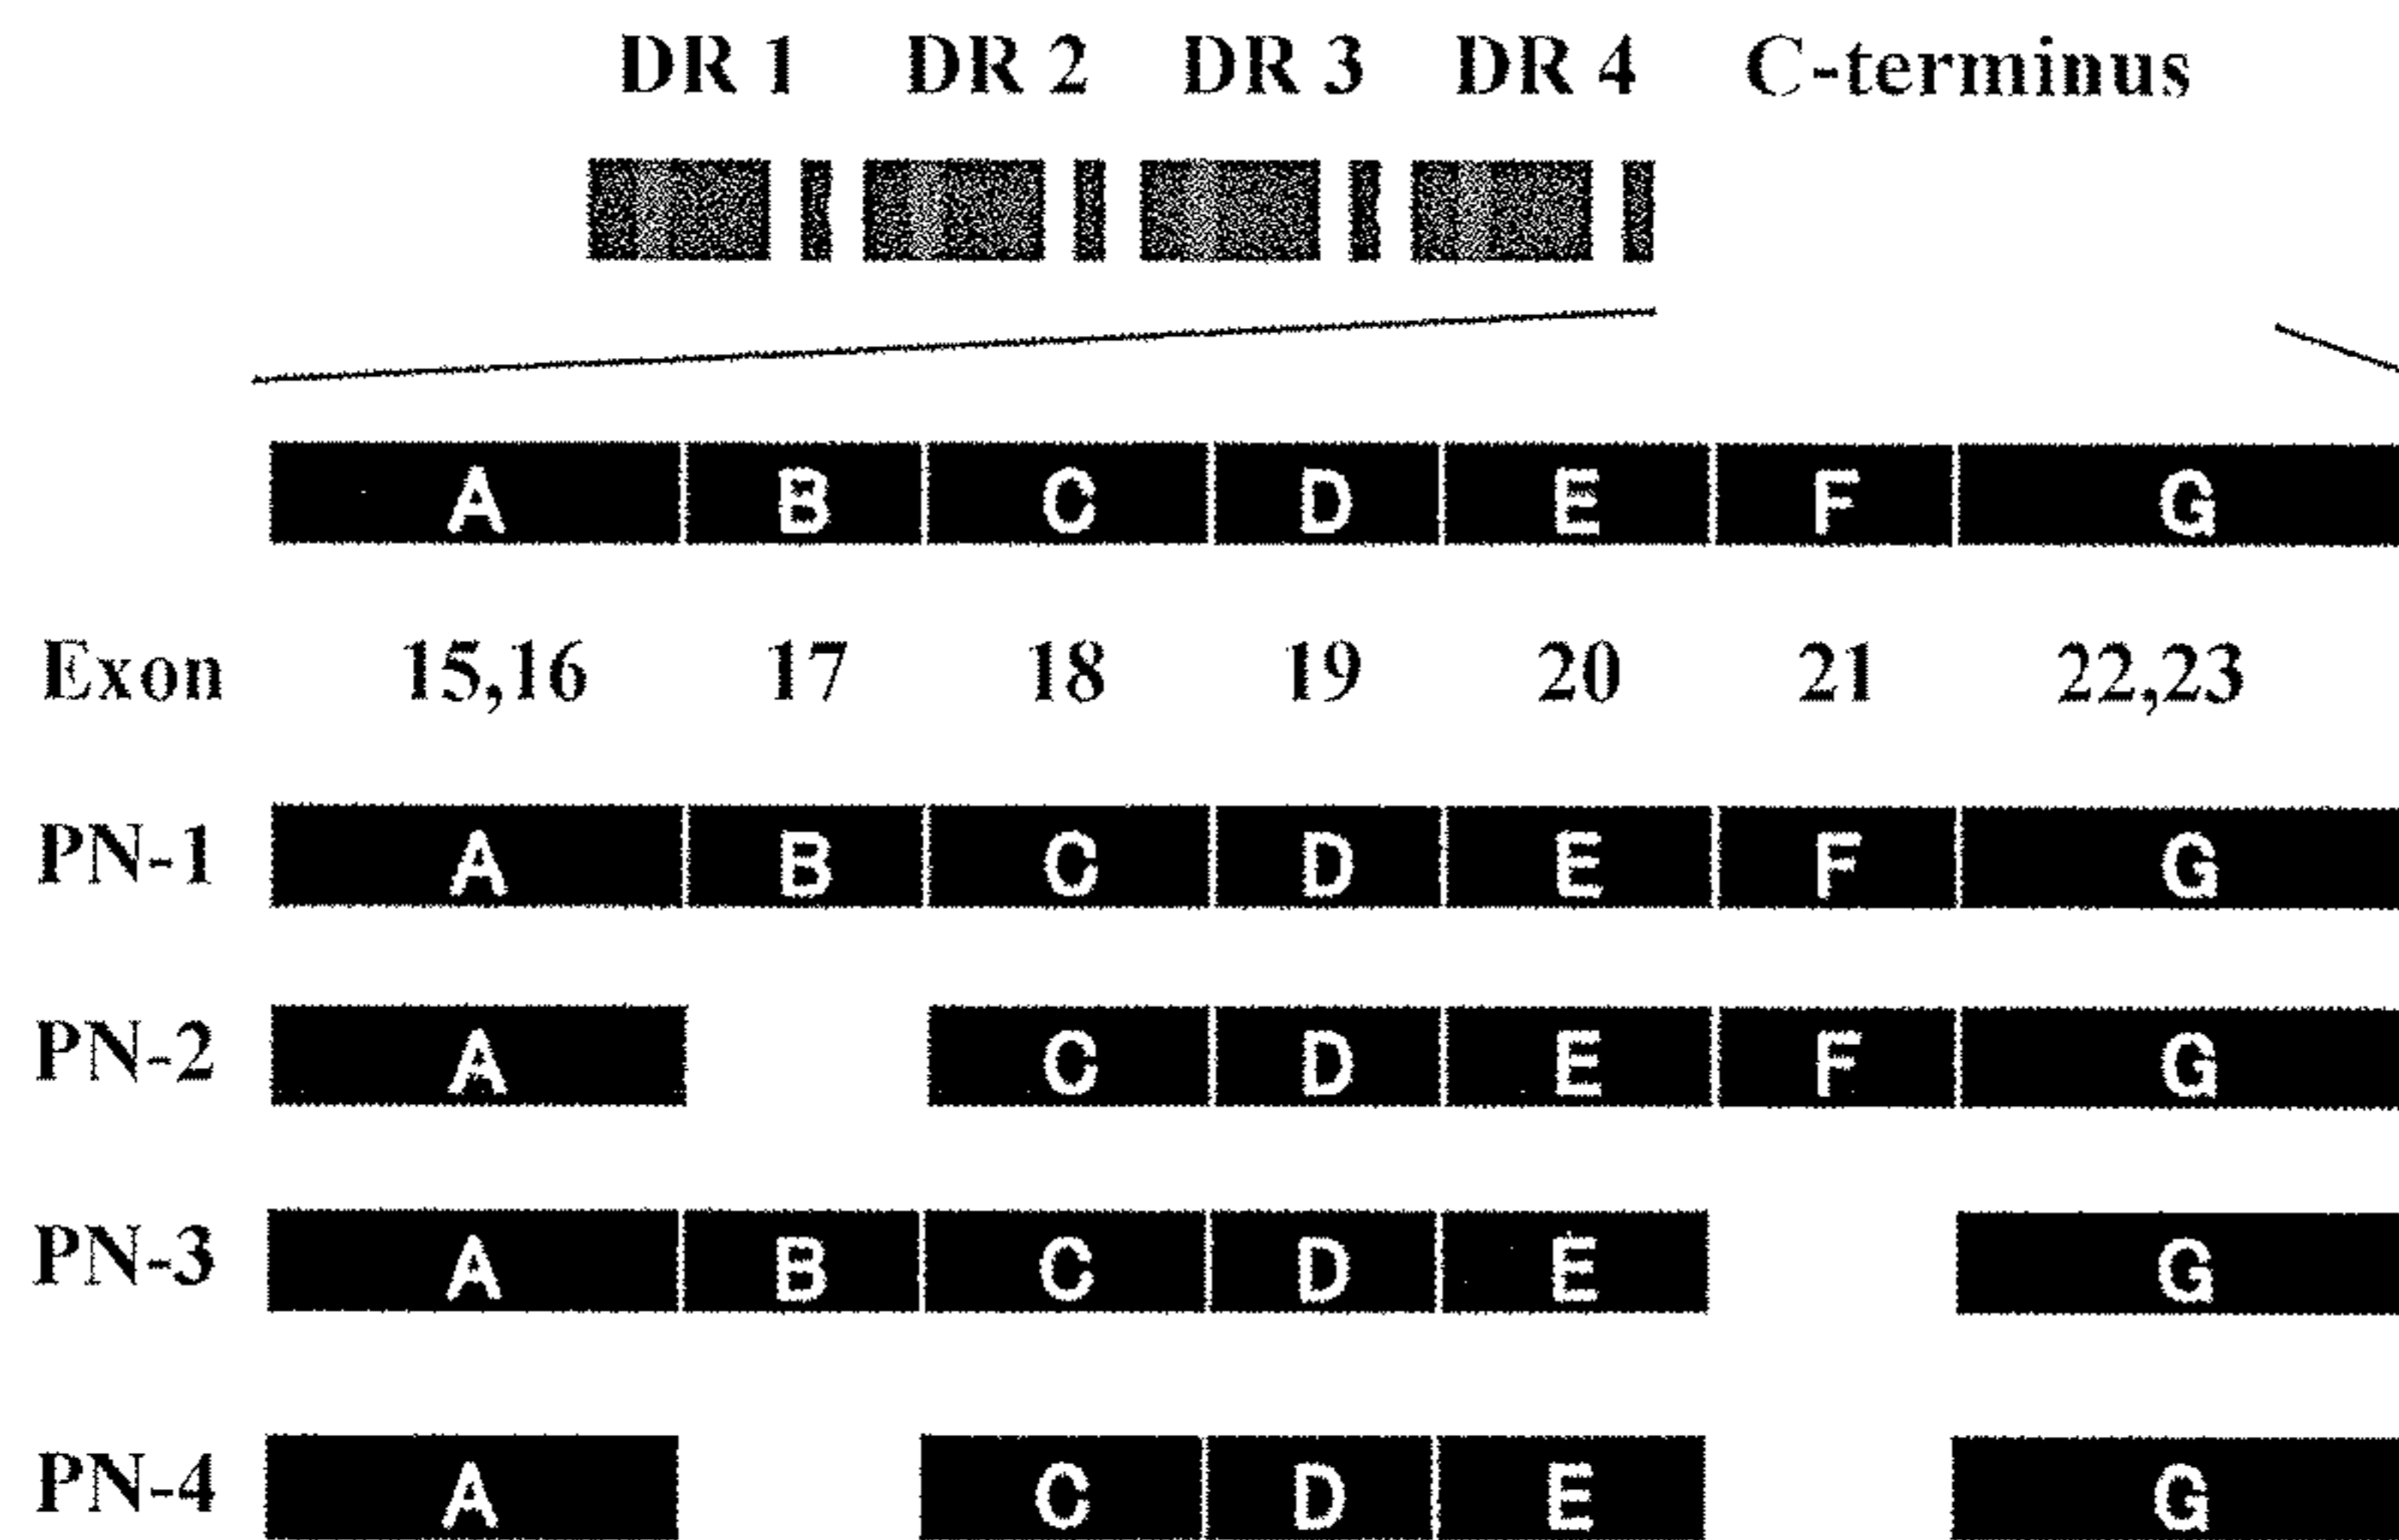 DR 1 DR 2 DR 3 DR 4 C-terminus
A B C D E F G
Exon 15,16 17 18 19 20 21 22,23
PN-1 A B C D E F G
PN-2 A C D E F G
PN-3 A B C D E G
PN-4 A C D E G